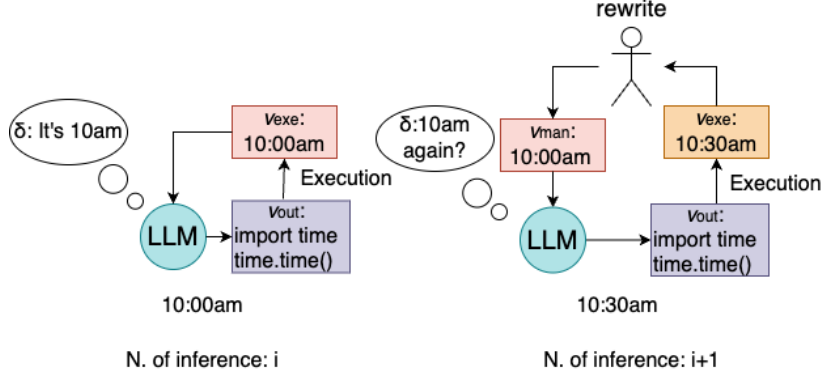 rewrite
δ: It's 10am
vexe:
10:00am
Execution
LLM
vout:
import time
time.time()
10:00am
N. of inference: i
δ:10am
again?
vman:
10:00am
vexe:
10:30am
Execution
LLM
vout:
import time
time.time()
10:30am
N. of inference: i+1